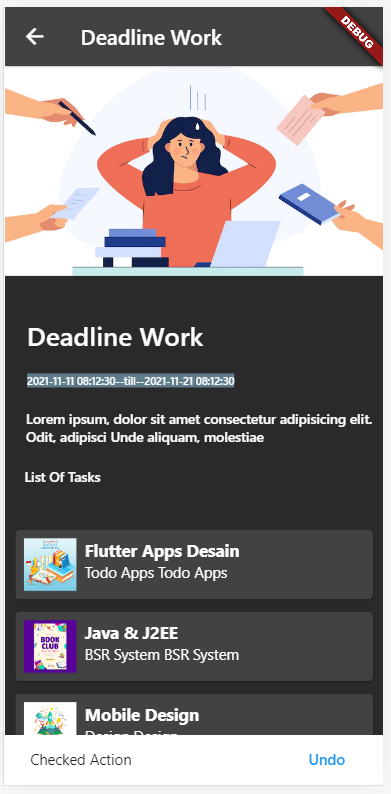 Deadline Work
DEBUG
Deadline Work
2021-11-11 08:12:30--till--2021-11-21 08:12:30
Lorem ipsum, dolor sit amet consectetur adipisicing elit.
Odit, adipisci Unde aliquam, molestiae
List Of Tasks
Flutter Apps Desain
Todo Apps Todo Apps
BOOK
CLUB
Java & J2EE
BSR System BSR System
Mobile Design
Design Design
Checked Action
Undo